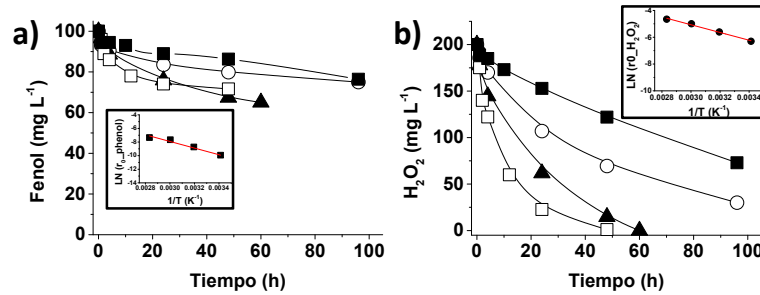 a)
Fenol (mg L⁻¹)
100
80
60
40
20
0
0 20 40 60 80 100
Tiempo (h)
LN (r₀_phenol)
-4
-6
-8
-10
-12
-14
0.0028 0.0030 0.0032 0.0034
1/T (K⁻¹)
b)
H₂O₂ (mg L⁻¹)
200
150
100
50
0
0 20 40 60 80 100
Tiempo (h)
LN (r0_H₂O₂)
-4
-6
-8
-10
0.0028 0.0030 0.0032 0.0034
1/T (K⁻¹)